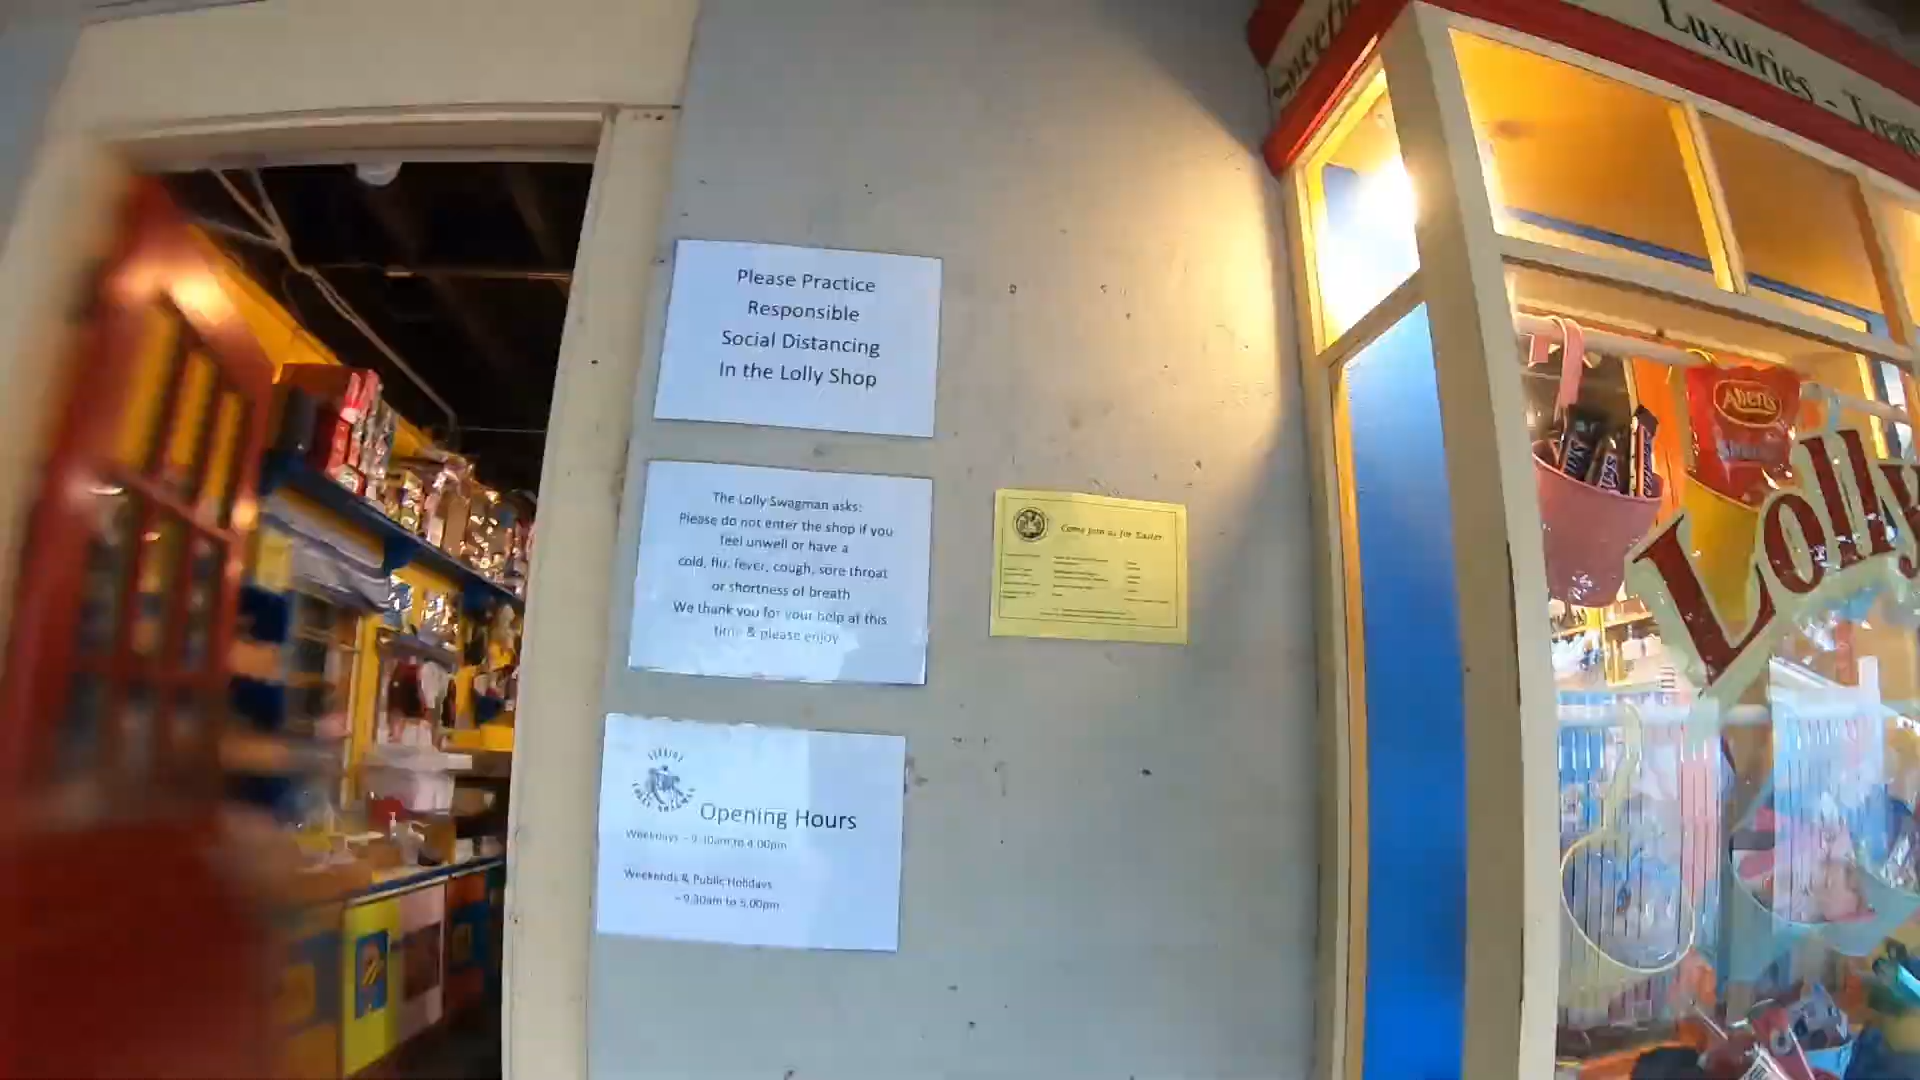 Please Practice
Responsible
Social Distancing
In the Lolly Shop
The Lolly Swagman asks:
Please do not enter the shop if you
feel unwell or have a
cold, flu, fever, cough, sore throat
or shortness of breath
We thank you for your help at this
time & please enjoy
Opening Hours
Weekdays – 9.30am to 4.00pm
Weekends & Public Holidays
– 9.30am to 5.00pm
Come join us for Easter
Luxuries - Treats
Allen's
Lolly